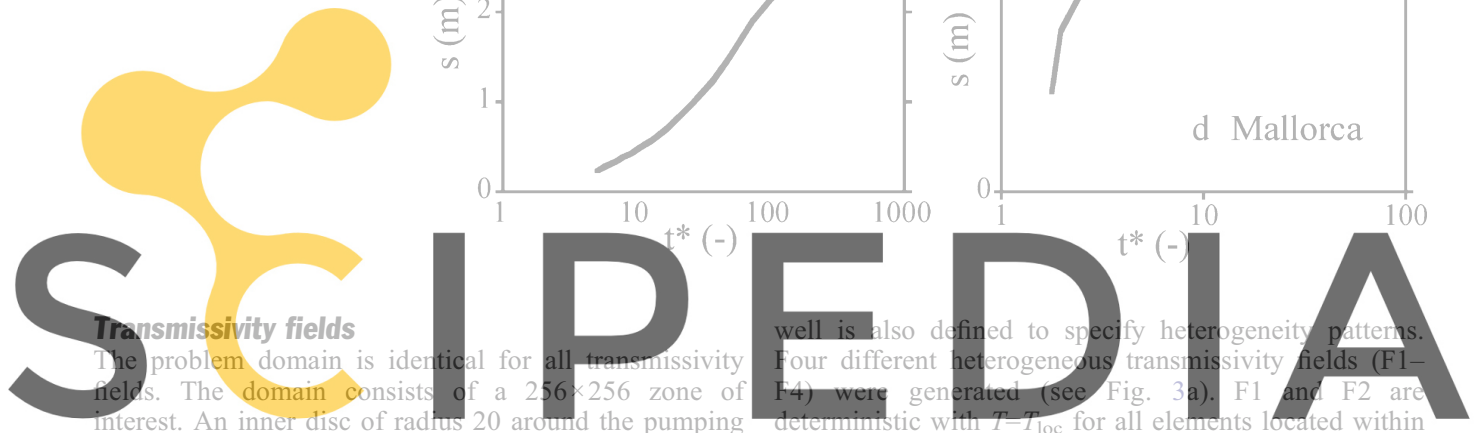 s (m)
2
1
0
1 10 100 1000
t* (-)
s (m)
0
1 10 100
t* (-)
d Mallorca
SCIPEDIA
Transmissivity fields
The problem domain is identical for all transmissivity
fields. The domain consists of a 256×256 zone of
interest. An inner disc of radius 20 around the pumping
well is also defined to specify heterogeneity patterns.
Four different heterogeneous transmissivity fields (F1–
F4) were generated (see Fig. 3a). F1 and F2 are
deterministic with T=Tloc for all elements located within